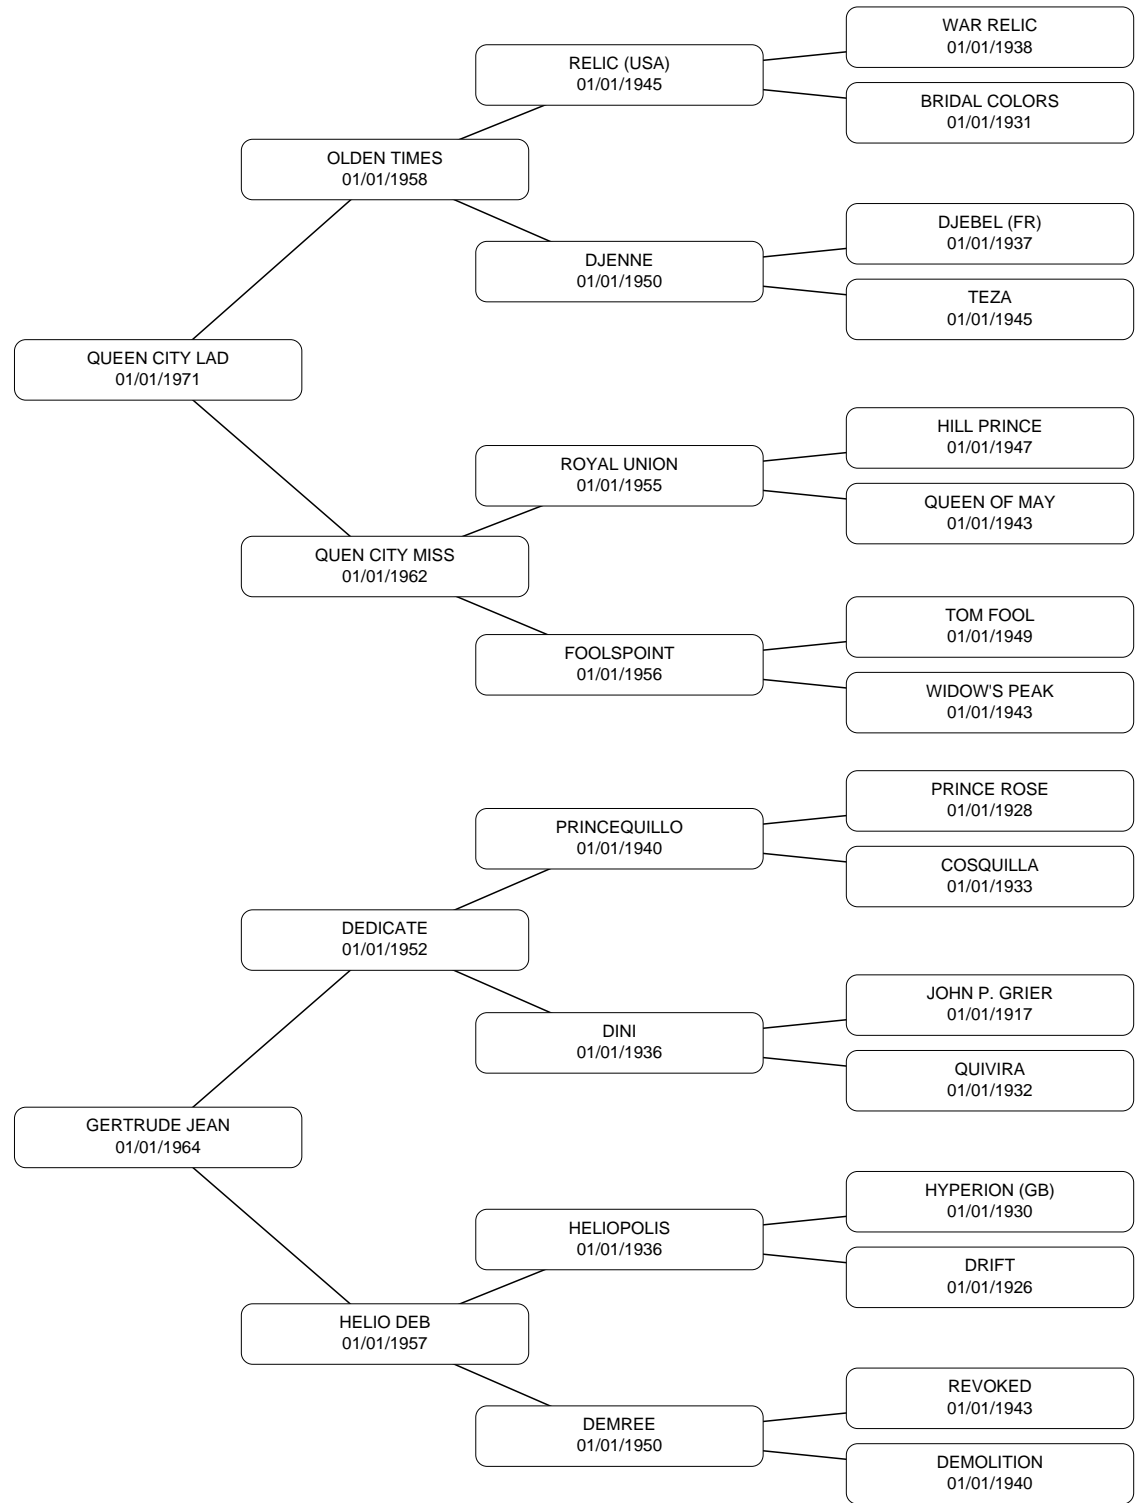 WAR RELIC
01/01/1938
RELIC (USA)
01/01/1945
BRIDAL COLORS
01/01/1931
OLDEN TIMES
01/01/1958
DJEBEL (FR)
01/01/1937
DJENNE
01/01/1950
TEZA
01/01/1945
QUEEN CITY LAD
01/01/1971
HILL PRINCE
01/01/1947
ROYAL UNION
01/01/1955
QUEEN OF MAY
01/01/1943
QUEN CITY MISS
01/01/1962
TOM FOOL
01/01/1949
FOOLSPOINT
01/01/1956
WIDOW'S PEAK
01/01/1943
PRINCE ROSE
01/01/1928
PRINCEQUILLO
01/01/1940
COSQUILLA
01/01/1933
DEDICATE
01/01/1952
JOHN P. GRIER
01/01/1917
DINI
01/01/1936
QUIVIRA
01/01/1932
GERTRUDE JEAN
01/01/1964
HYPERION (GB)
01/01/1930
HELIOPOLIS
01/01/1936
DRIFT
01/01/1926
HELIO DEB
01/01/1957
REVOKED
01/01/1943
DEMREE
01/01/1950
DEMOLITION
01/01/1940